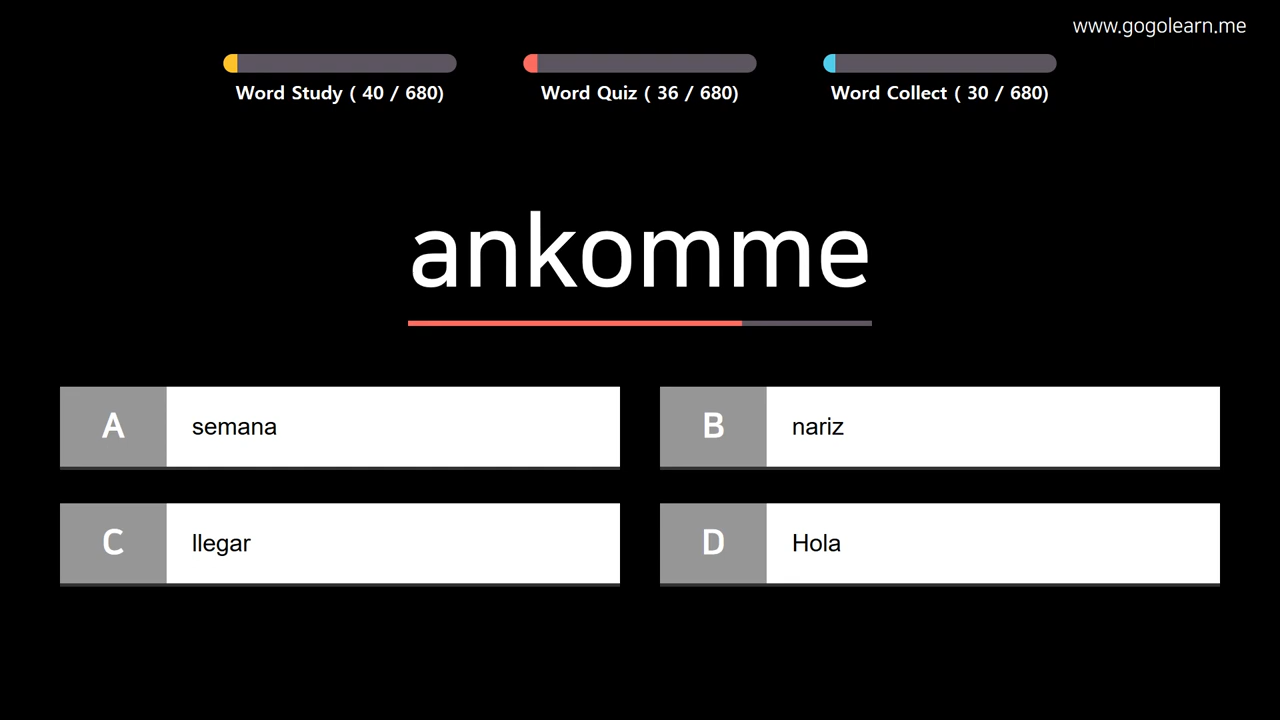 www.gogolearn.me
Word Study ( 40 / 680)
Word Quiz ( 36 / 680)
Word Collect ( 30 / 680)
ankomme
A semana
B nariz
C llegar
D Hola